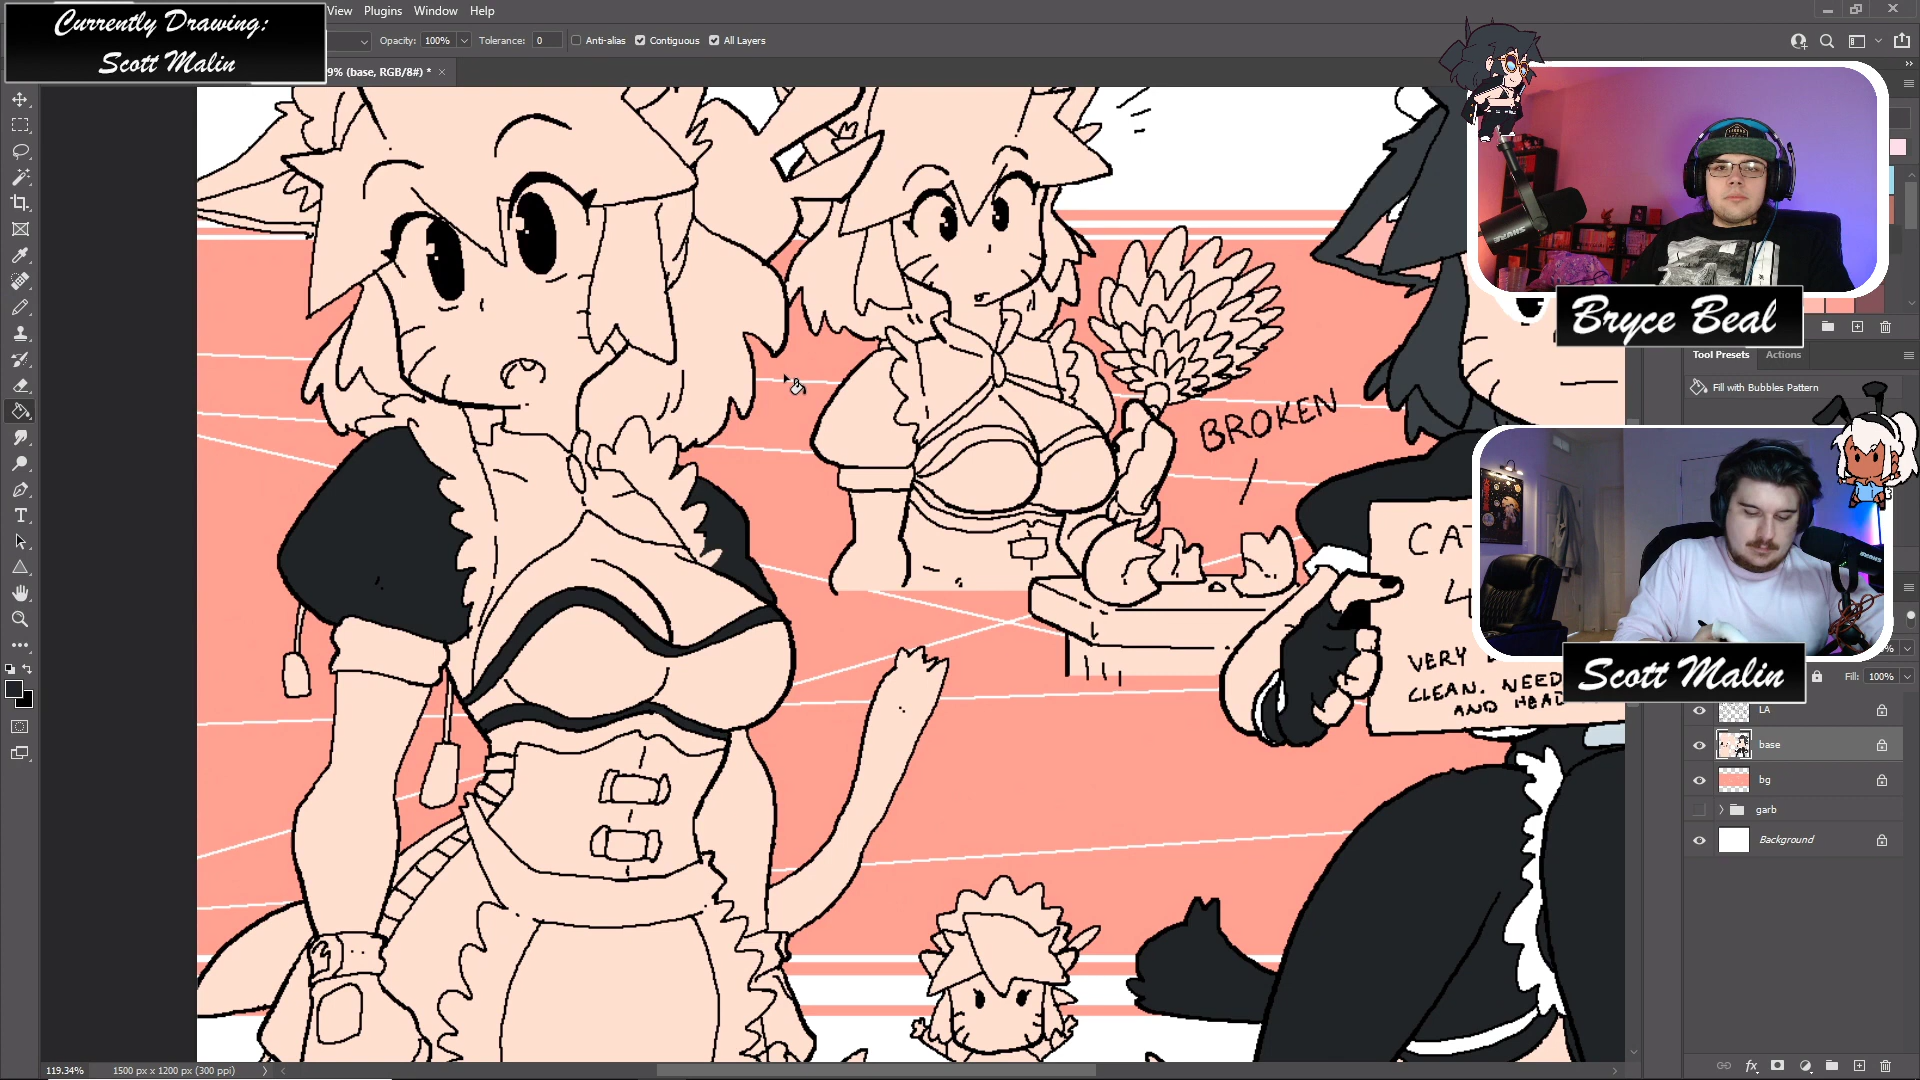 Currently Drawing:
Scott Malin
View Plugins Window Help
Opacity: 100% Tolerance: 0 Anti-alias Contiguous All Layers
9% (base, RGB/8#) *
Bryce Beal
Tool Presets Actions
Fill with Bubbles Pattern
BROKEN
CAT
VERY
CLEAN. NEED
AND HEAD
Scott Malin
Fill: 100%
LA
base
bg
garb
Background
119.34% 1500 px x 1200 px (300 ppi)